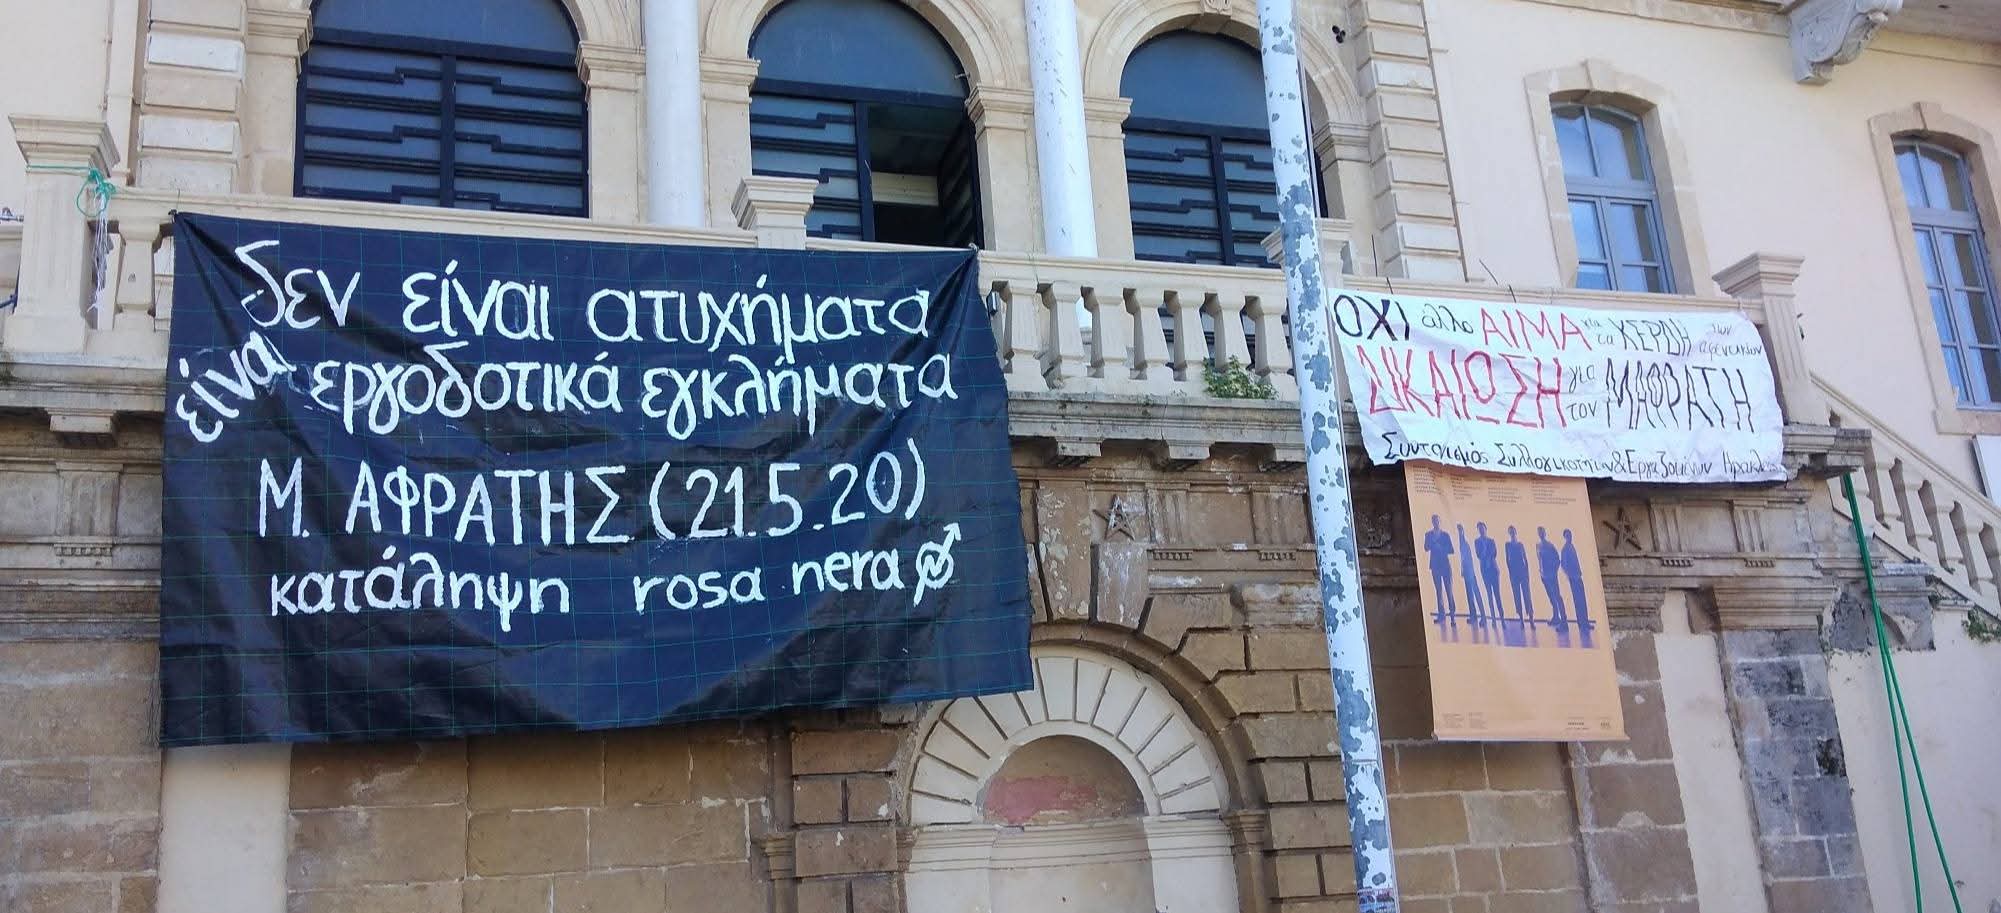 δεν είναι ατυχήματα
είναι εργοδοτικά εγκλήματα
Μ. ΑΦΡΑΤΗΣ (21.5.20)
κατάληψη rosa nera
ΟΧΙ άλλο ΑΙΜΑ για τα ΚΕΡΔΗ των αφεντικών
ΔΙΚΑΙΩΣΗ για τον Μ.ΑΦΡΑΤΗ
Συντονισμός Συλλογικοτήτων & Εργαζομένων Ηρακλείου